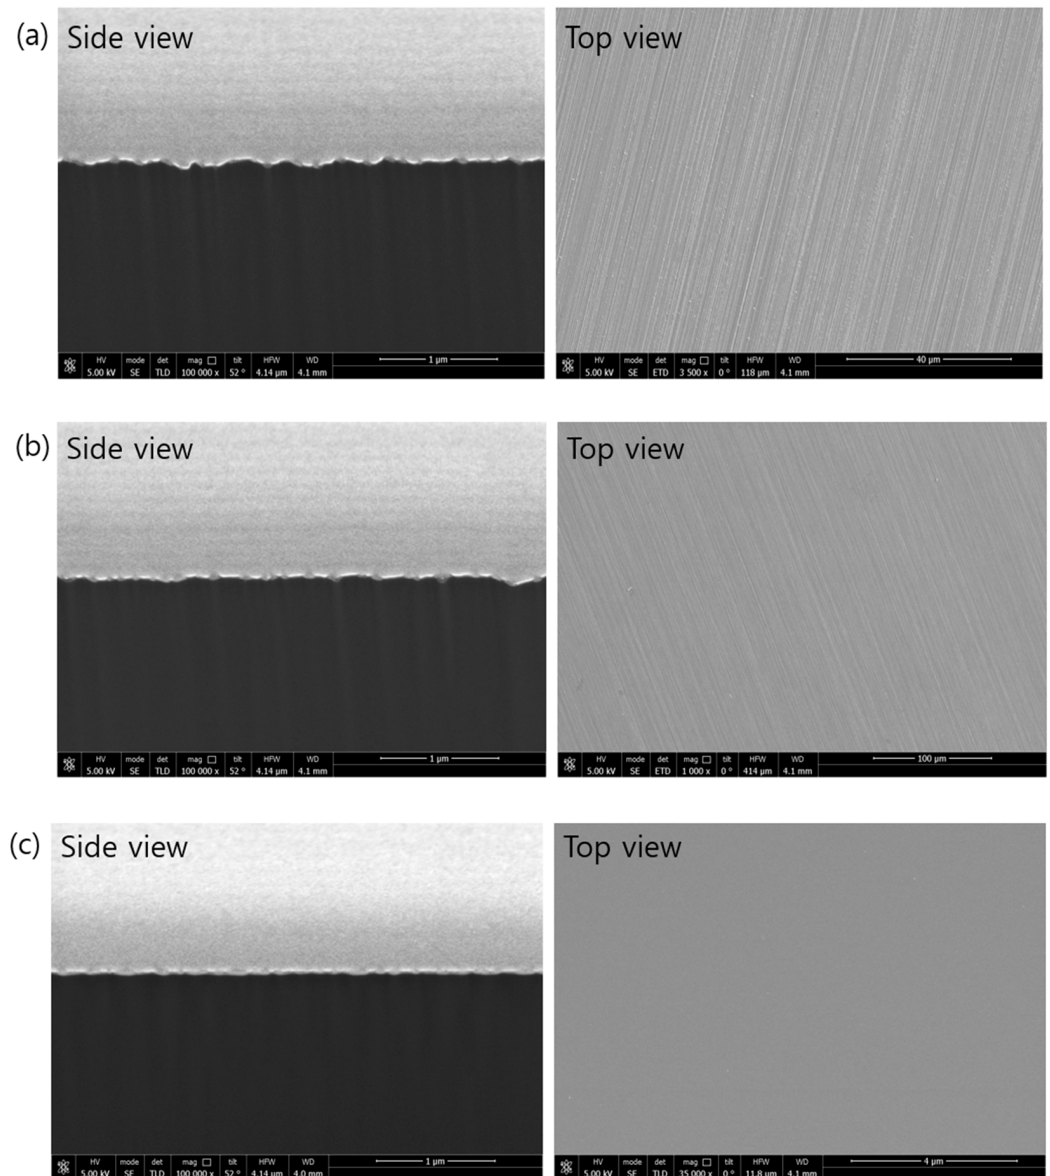 (a) Side view Top view
HV mode det mag tilt HFW WD 1 µm
5.00 kV SE TLD 100 000 x 52 ° 4.14 µm 4.1 mm
HV mode det mag tilt HFW WD 40 µm
5.00 kV SE ETD 3 500 x 0 ° 118 µm 4.1 mm
(b) Side view Top view
HV mode det mag tilt HFW WD 1 µm
5.00 kV SE TLD 100 000 x 52 ° 4.14 µm 4.1 mm
HV mode det mag tilt HFW WD 100 µm
5.00 kV SE ETD 1 000 x 0 ° 414 µm 4.1 mm
(c) Side view Top view
HV mode det mag tilt HFW WD 1 µm
5.00 kV SE TLD 100 000 x 52 ° 4.14 µm 4.0 mm
HV mode det mag tilt HFW WD 4 µm
5.00 kV SE TLD 35 000 x 0 ° 11.8 µm 4.1 mm